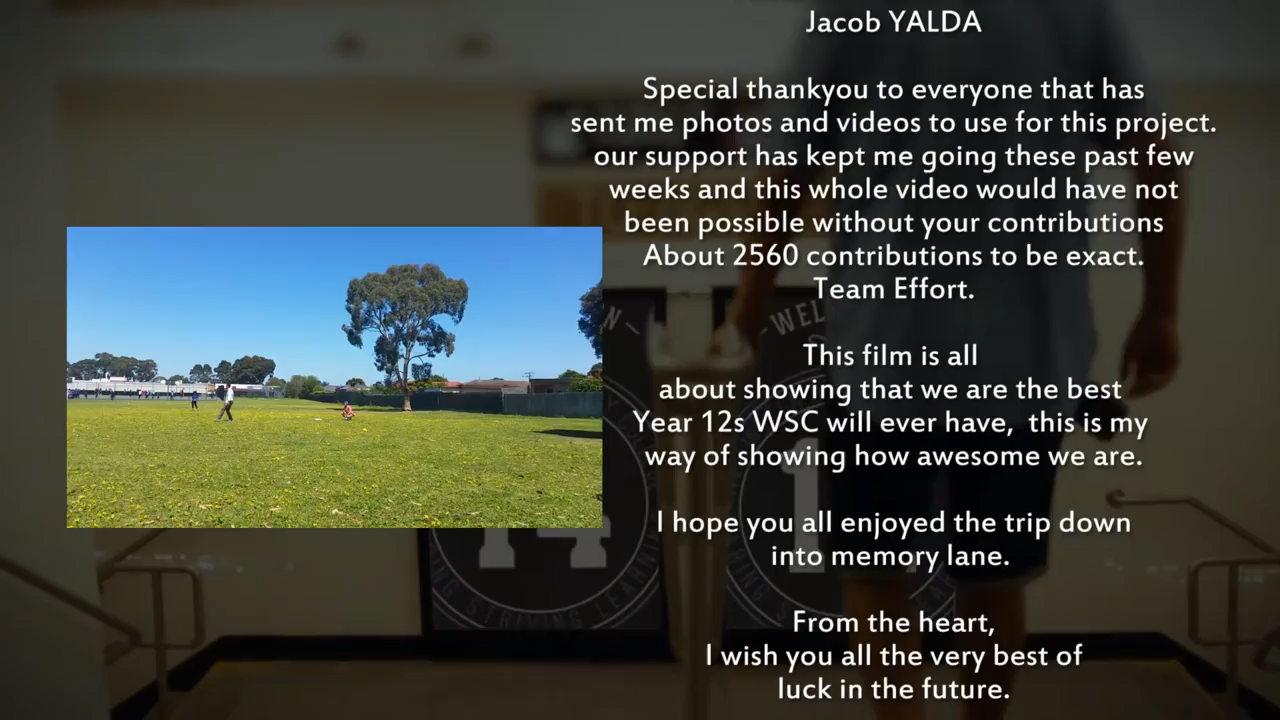 Jacob YALDA
Special thankyou to everyone that has
sent me photos and videos to use for this project.
our support has kept me going these past few
weeks and this whole video would have not
been possible without your contributions
About 2560 contributions to be exact.
Team Effort.
This film is all
about showing that we are the best
Year 12s WSC will ever have, this is my
way of showing how awesome we are.
I hope you all enjoyed the trip down
into memory lane.
From the heart,
I wish you all the very best of
luck in the future.
STRIVING